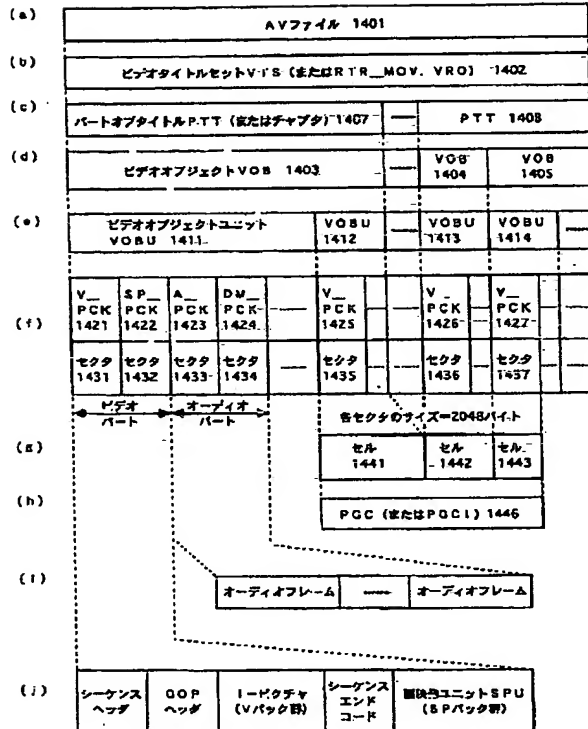 (a)
AVファイル 1401
(b)
ビデオタイトルセットVTS (またはRTR_MOV. VRO) 1402
(c)
パートオブタイトルPTT (またはチャプタ) 1407
PTT 1408
(d)
ビデオオブジェクトVOB 1403
VOB 1404
VOB 1405
(e)
ビデオオブジェクトユニット
VOBU 1411
VOBU 1412
VOBU 1413
VOBU 1414
(f)
V_ PCK 1421
SP_ PCK 1422
A_ PCK 1423
PCK 1424
V_ PCK 1425
V_ PCK 1426
V_ PCK 1427
セクタ 1431
セクタ 1432
セクタ 1433
セクタ 1434
セクタ 1435
セクタ 1436
セクタ 1437
ビデオ パート
オーディオ パート
各セクタのサイズ=2048バイト
(g)
セル 1441
セル 1442
セル 1443
(h)
PGC (またはPGCI) 1446
(i)
オーディオフレーム
オーディオフレーム
(j)
シーケンス ヘッダ
GOP ヘッダ
I-ピクチャ (Vパック群)
シーケンス エンド コード
副映像ユニットSPU (SPパック群)